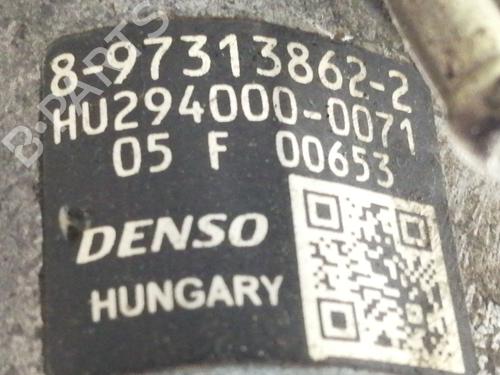 B-PARTS
8-97313862-2
HU294000-0071
05 F 00653
DENSO
HUNGARY